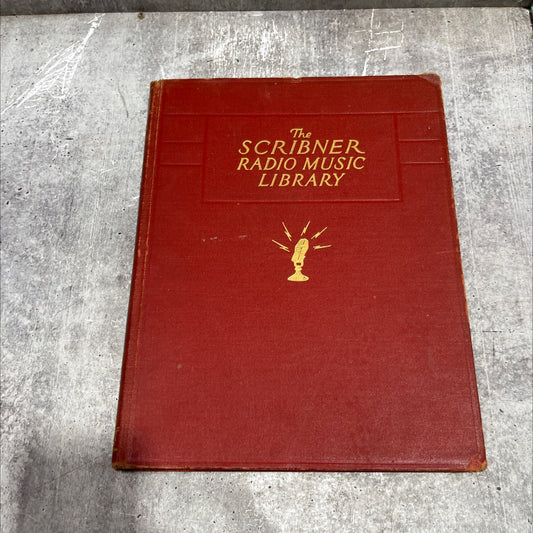 The
SCRIBNER
RADIO MUSIC
LIBRARY